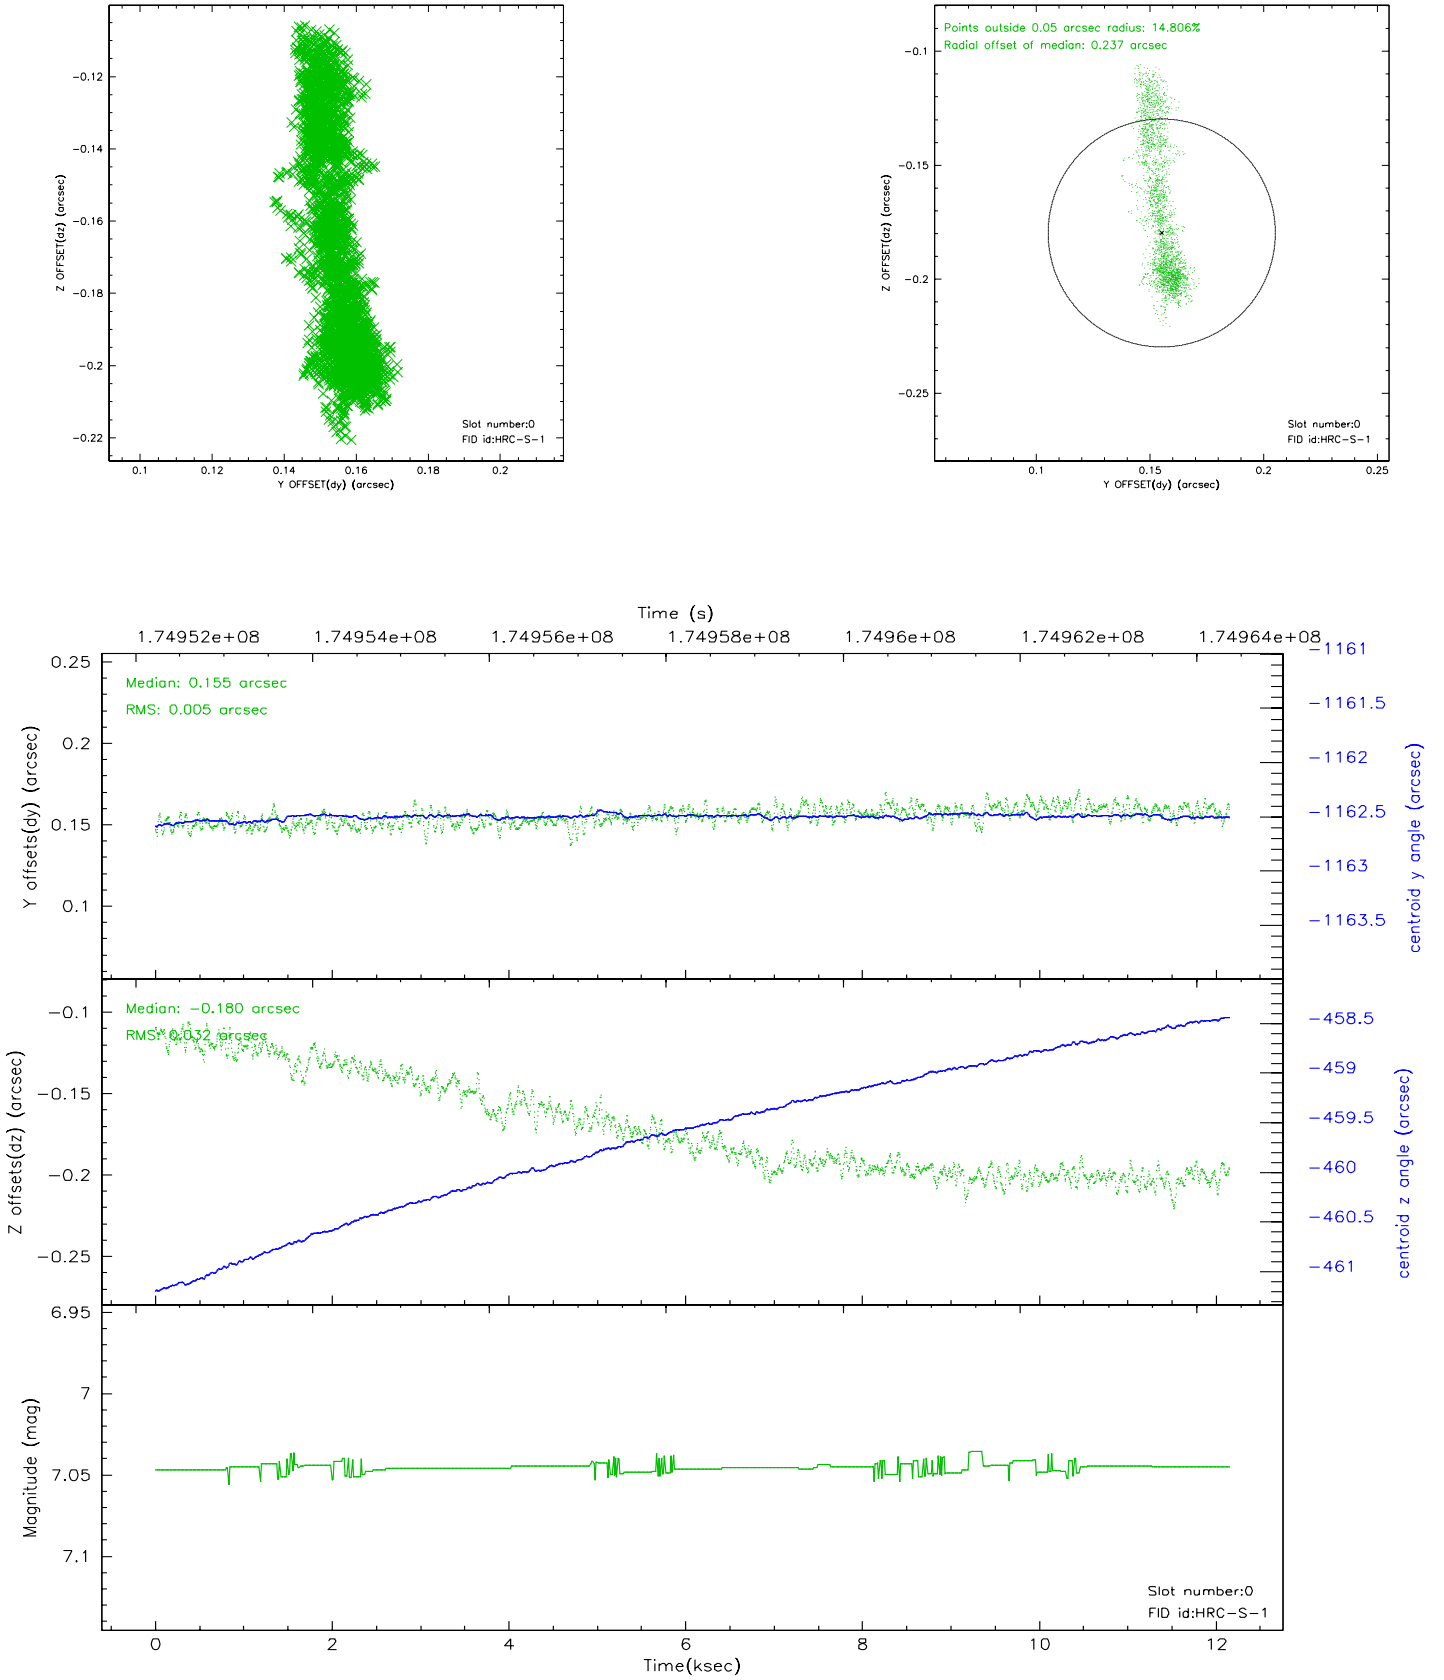 -0.12
-0.14
-0.16
-0.18
-0.2
-0.22
Z OFFSET(dz) (arcsec)
Slot number:0
FID id:HRC-S-1
0.1 0.12 0.14 0.16 0.18 0.2
Y OFFSET(dy) (arcsec)
Points outside 0.05 arcsec radius: 14.806%
Radial offset of median: 0.237 arcsec
-0.1
-0.15
-0.2
-0.25
Z OFFSET(dz) (arcsec)
Slot number:0
FID id:HRC-S-1
0.1 0.15 0.2 0.25
Y OFFSET(dy) (arcsec)
Time (s)
1.74952e+08 1.74954e+08 1.74956e+08 1.74958e+08 1.7496e+08 1.74962e+08 1.74964e+08
0.25
0.2
0.15
0.1
Y offsets(dy) (arcsec)
Median: 0.155 arcsec
RMS: 0.005 arcsec
-1161
-1161.5
-1162
-1162.5
-1163
-1163.5
centroid y angle (arcsec)
-0.1
-0.15
-0.2
-0.25
Z offsets(dz) (arcsec)
Median: -0.180 arcsec
RMS: 0.032 arcsec
-458.5
-459
-459.5
-460
-460.5
-461
centroid z angle (arcsec)
6.95
7
7.05
7.1
Magnitude (mag)
Slot number:0
FID id:HRC-S-1
0 2 4 6 8 10 12
Time(ksec)